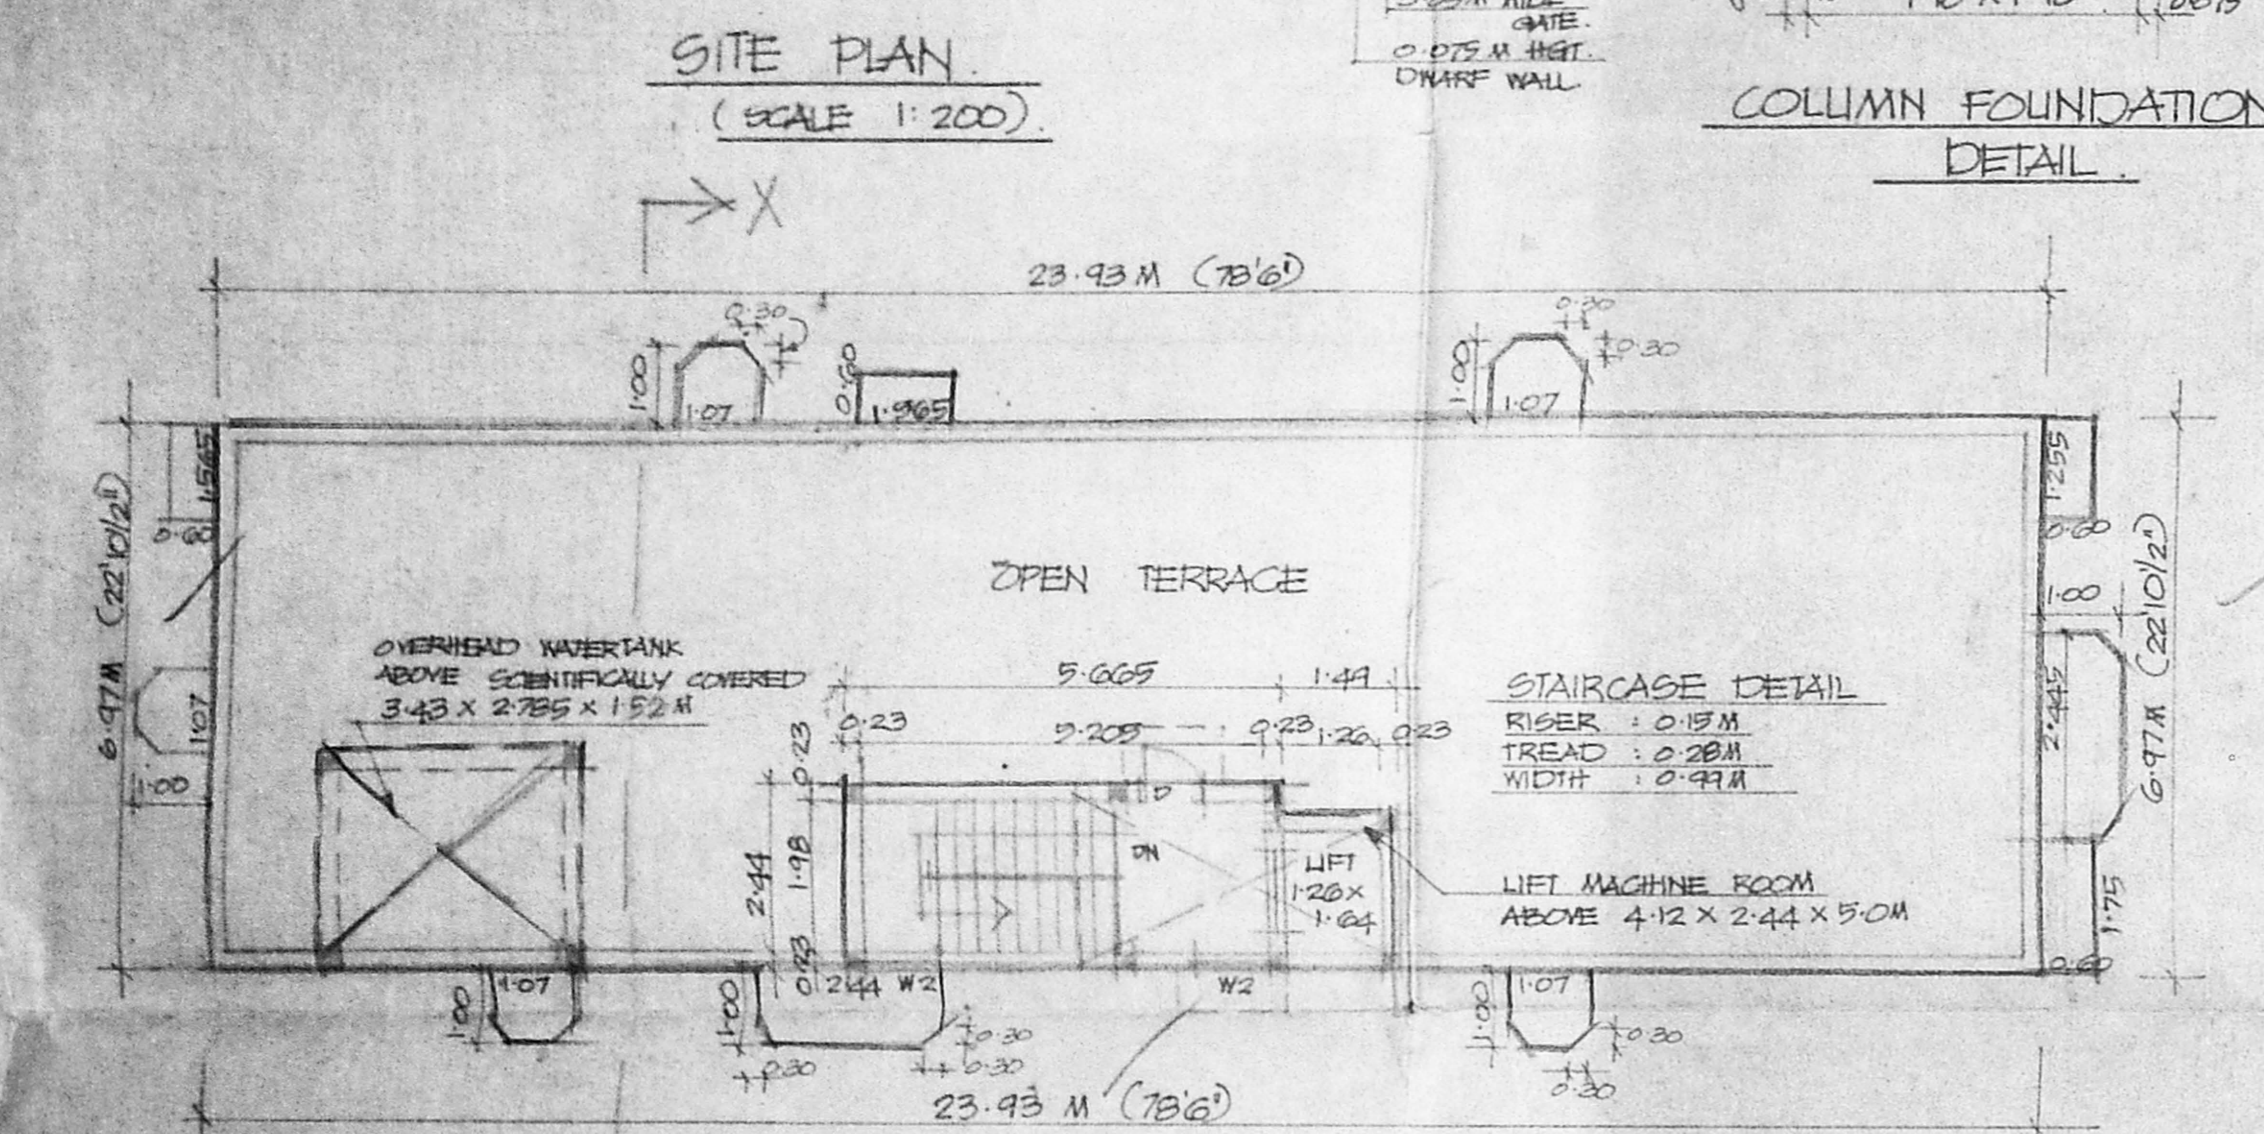 GATE.
0.075 M HGT.
DWARF WALL.
SITE PLAN.
(SCALE 1:200).
COLUMN FOUNDATION
DETAIL.
X
23.93 M (78'6")
0.30
1.00
1.07
0.60
1.965
0.30
0.30
1.00
1.07
1.565
0.60
6.97 M (22'10 1/2")
1.07
1.00
1.255
0.60
1.00
2.445
6.97 M (22'10 1/2")
1.75
0.60
OPEN TERRACE
OVERHEAD WATERTANK
ABOVE SCIENTIFICALLY COVERED
3.43 X 2.785 X 1.52 M
5.665
1.49
0.23
5.205
0.23
1.26
0.23
0.23
2.44
1.98
0.23
D
DN
LIFT
1.26 X
1.64
STAIRCASE DETAIL
RISER : 0.15 M
TREAD : 0.28 M
WIDTH : 0.99 M
LIFT MACHINE ROOM
ABOVE 4.12 X 2.44 X 5.0 M
1.07
1.00
2.44
W2
1.00
0.30
0.30
0.30
W2
1.07
1.00
0.30
0.30
23.93 M (78'6")